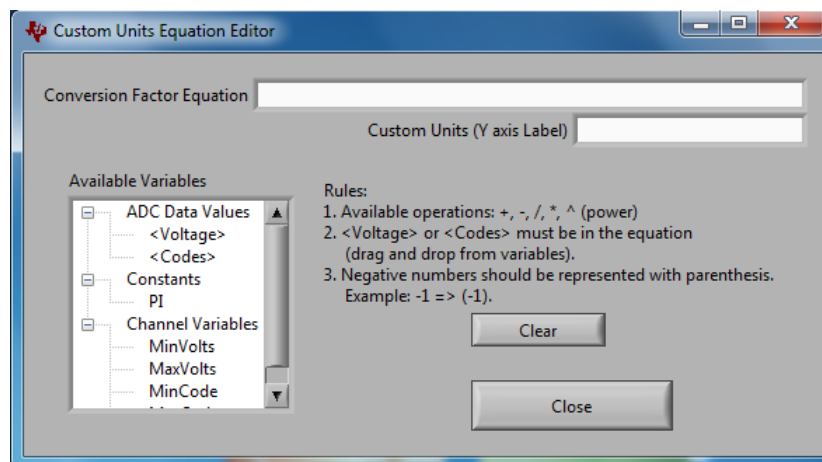 Custom Units Equation Editor
Conversion Factor Equation
Custom Units (Y axis Label)
Available Variables
ADC Data Values
<Voltage>
<Codes>
Constants
PI
Channel Variables
MinVolts
MaxVolts
MinCode
Rules:
1. Available operations: +, -, /, *, ^ (power)
2. <Voltage> or <Codes> must be in the equation
(drag and drop from variables).
3. Negative numbers should be represented with parenthesis.
Example: -1 => (-1).
Clear
Close